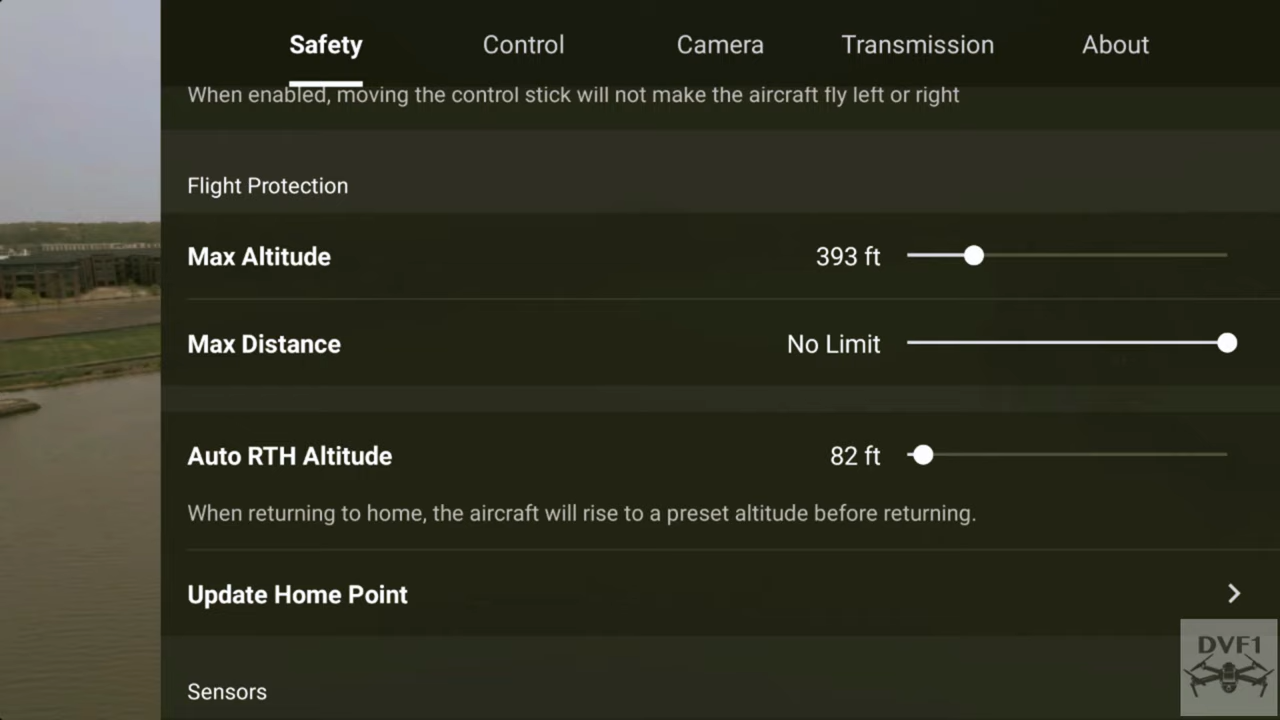 Safety Control Camera Transmission About
When enabled, moving the control stick will not make the aircraft fly left or right
Flight Protection
Max Altitude 393 ft
Max Distance No Limit
Auto RTH Altitude 82 ft
When returning to home, the aircraft will rise to a preset altitude before returning.
Update Home Point
DVF1
Sensors